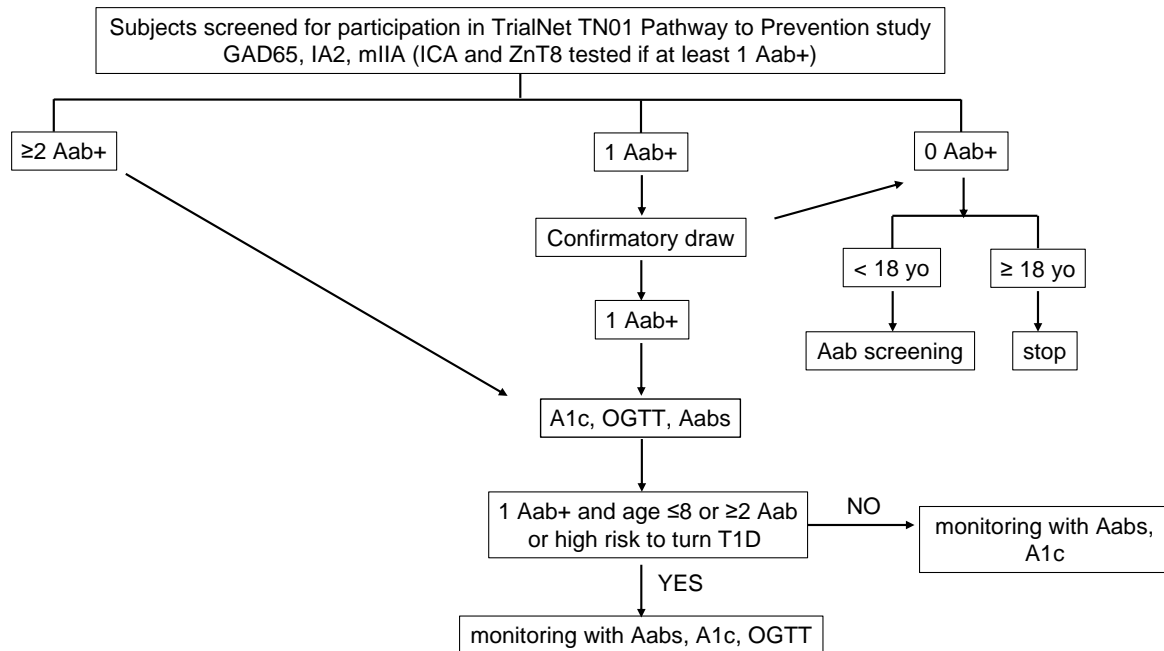 Subjects screened for participation in TrialNet TN01 Pathway to Prevention study
GAD65, IA2, mIIA (ICA and ZnT8 tested if at least 1 Aab+)
≥2 Aab+
1 Aab+
0 Aab+
Confirmatory draw
< 18 yo
≥ 18 yo
1 Aab+
Aab screening
stop
A1c, OGTT, Aabs
1 Aab+ and age ≤8 or ≥2 Aab
or high risk to turn T1D
NO
monitoring with Aabs,
A1c
YES
monitoring with Aabs, A1c, OGTT